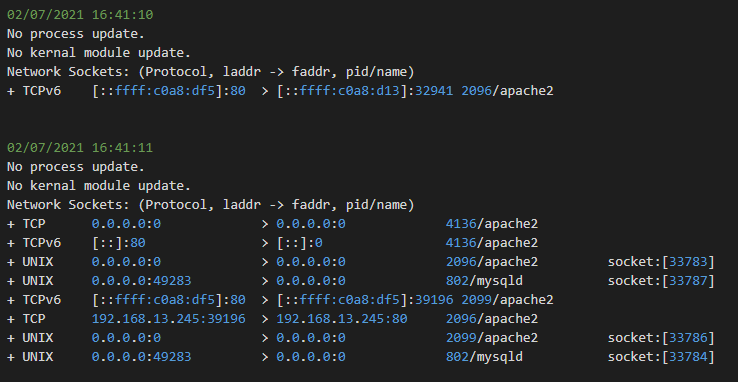 02/07/2021 16:41:10
No process update.
No kernal module update.
Network Sockets: (Protocol, laddr -> faddr, pid/name)
+ TCPv6 [::ffff:c0a8:df5]:80 > [::ffff:c0a8:d13]:32941 2096/apache2
02/07/2021 16:41:11
No process update.
No kernal module update.
Network Sockets: (Protocol, laddr -> faddr, pid/name)
+ TCP 0.0.0.0:0 > 0.0.0.0:0 4136/apache2
+ TCPv6 [::]:80 > [::]:0 4136/apache2
+ UNIX 0.0.0.0:0 > 0.0.0.0:0 2096/apache2 socket:[33783]
+ UNIX 0.0.0.0:49283 > 0.0.0.0:0 802/mysqld socket:[33787]
+ TCPv6 [::ffff:c0a8:df5]:80 > [::ffff:c0a8:df5]:39196 2099/apache2
+ TCP 192.168.13.245:39196 > 192.168.13.245:80 2096/apache2
+ UNIX 0.0.0.0:0 > 0.0.0.0:0 2099/apache2 socket:[33786]
+ UNIX 0.0.0.0:49283 > 0.0.0.0:0 802/mysqld socket:[33784]